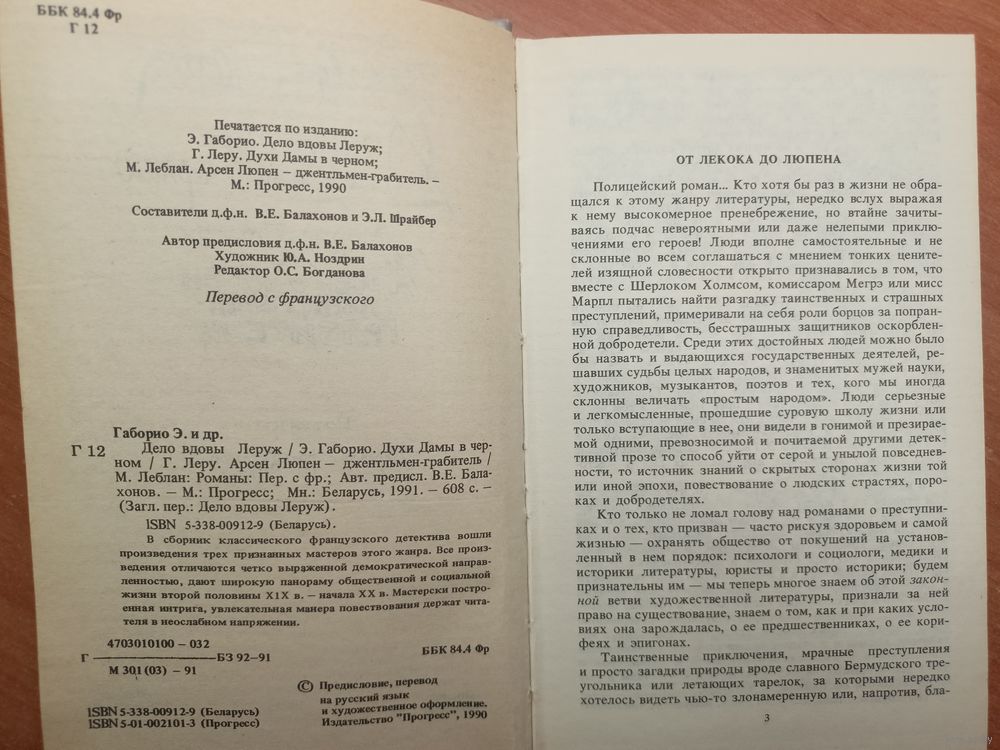 ББК 84.4 Фр
Г 12
Печатается по изданию:
Э. Габорио. Дело вдовы Леруж;
Г. Леру. Духи Дамы в черном;
М. Леблан. Арсен Люпен – джентльмен-грабитель. –
М.: Прогресс, 1990
Составители д.ф.н. В.Е. Балахонов и Э.Л. Шрайбер
Автор предисловия д.ф.н. В.Е. Балахонов
Художник Ю.А. Ноздрин
Редактор О.С. Богданова
Перевод с французского
Габорио Э. и др.
Г 12 Дело вдовы Леруж / Э. Габорио. Духи Дамы в чер-
ном / Г. Леру. Арсен Люпен – джентльмен-грабитель /
М. Леблан: Романы: Пер. с фр.; Авт. предисл. В.Е. Бала-
хонов. – М.: Прогресс; Мн.: Беларусь, 1991. – 608 с. –
(Загл. пер.: Дело вдовы Леруж).
ISBN 5-338-00912-9 (Беларусь).
В сборник классического французского детектива вошли
произведения трех признанных мастеров этого жанра. Все произ-
ведения отличаются четко выраженной демократической направ-
ленностью, дают широкую панораму общественной и социальной
жизни второй половины X1X в. – начала XX в. Мастерски постро-
енная интрига, увлекательная манера повествования держат чита-
теля в неослабном напряжении.
4703010100 – 032
Г ———————— БЗ 92–91
М 301 (03) – 91
ББК 84.4 Фр
© Предисловие, перевод
на русский язык
и художественное оформление.
Издательство "Прогресс", 1990
ISBN 5-338-00912-9 (Беларусь)
ISBN 5-01-002101-3 (Прогресс)
ОТ ЛЕКОКА ДО ЛЮПЕНА
Полицейский роман... Кто хотя бы раз в жизни не обра-
щался к этому жанру литературы, нередко вслух выражая
к нему высокомерное пренебрежение, но втайне зачиты-
ваясь подчас невероятными или даже нелепыми приклю-
чениями его героев! Люди вполне самостоятельные и не
склонные во всем соглашаться с мнением тонких цените-
лей изящной словесности открыто признавались в том, что
вместе с Шерлоком Холмсом, комиссаром Мегрэ или мисс
Марпл пытались найти разгадку таинственных и страшных
преступлений, примеривали на себя роли борцов за попран-
ную справедливость, бесстрашных защитников оскорблен-
ной добродетели. Среди этих достойных людей можно было
бы назвать и выдающихся государственных деятелей, ре-
шавших судьбы целых народов, и знаменитых мужей науки,
художников, музыкантов, поэтов и тех, кого мы иногда
склонны величать «простым народом». Люди серьезные
и легкомысленные, прошедшие суровую школу жизни или
только вступающие в нее, они видели в гонимой и презирае-
мой одними, превозносимой и почитаемой другими детек-
тивной прозе то способ уйти от серой и унылой повседнев-
ности, то источник знаний о скрытых сторонах жизни той
или иной эпохи, повествование о людских страстях, поро-
ках и добродетелях.
Кто только не ломал голову над романами о преступни-
ках и о тех, кто призван — часто рискуя здоровьем и самой
жизнью — охранять общество от покушений на установ-
ленный в нем порядок: психологи и социологи, медики и
историки литературы, юристы и просто историки; будем
признательны им — мы теперь многое знаем об этой закон-
ной ветви художественной литературы, признали за ней
право на существование, знаем о том, как и при каких усло-
виях она зарождалась, о ее предшественниках, о ее кори-
феях и эпигонах.
Таинственные приключения, мрачные преступления
и просто загадки природы вроде славного Бермудского тре-
угольника или летающих тарелок, за которыми нередко
хотелось видеть чью-то злонамеренную или, напротив, бла-
3